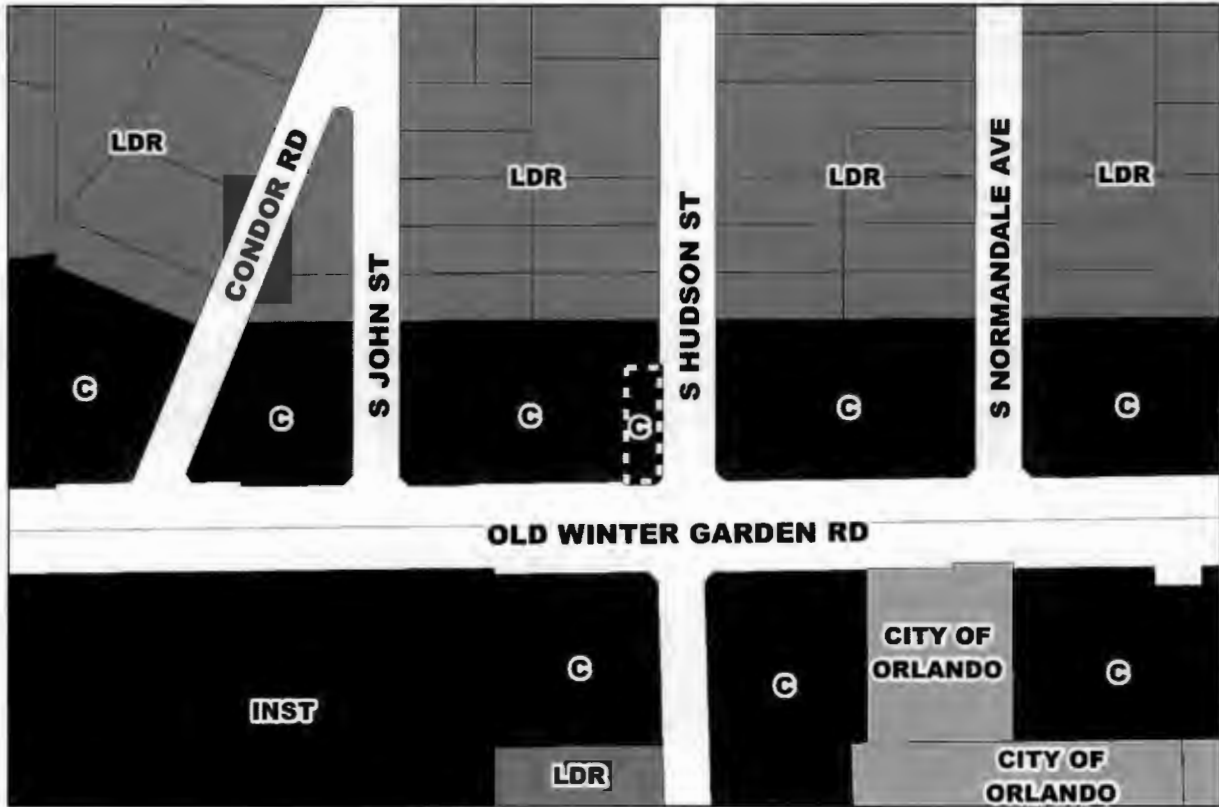 LDR
CONDOR RD
LDR
S HUDSON ST
LDR
S NORMANDALE AVE
LDR
S JOHN ST
C
C
C
C
C
C
OLD WINTER GARDEN RD
INST
C
LDR
C
CITY OF
ORLANDO
C
CITY OF
ORLANDO